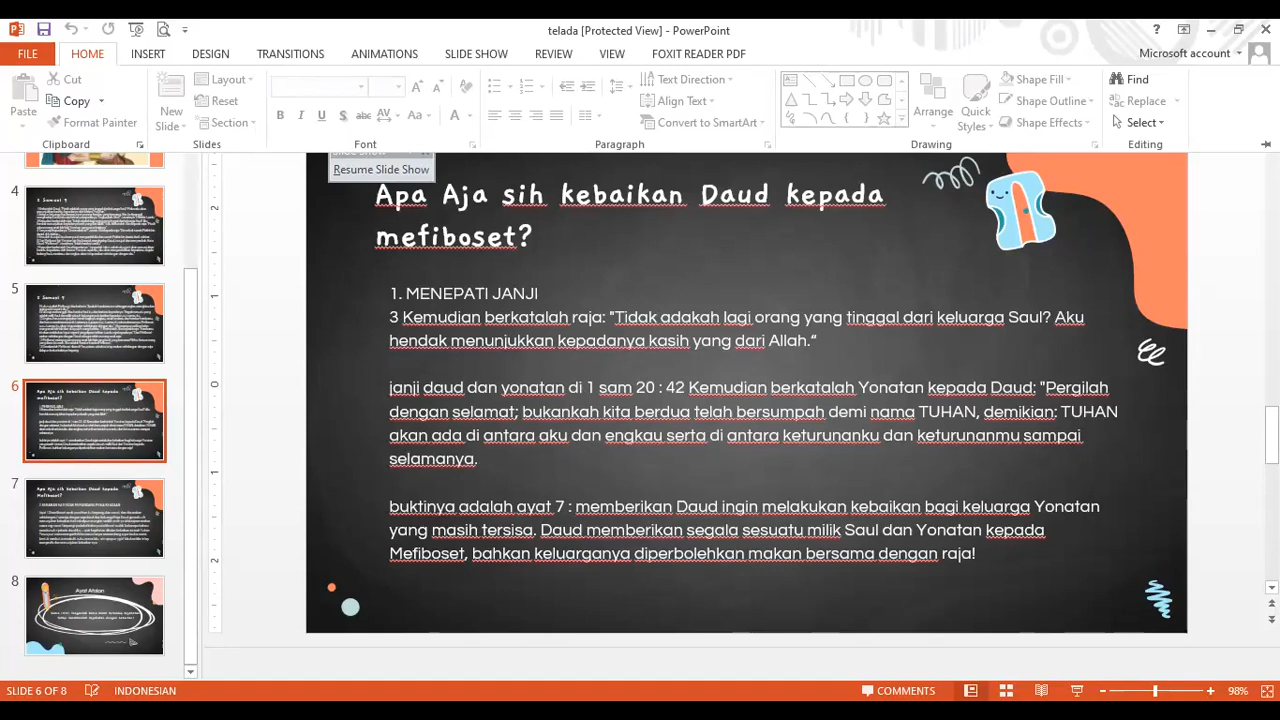 telada [Protected View] - PowerPoint
FILE HOME INSERT DESIGN TRANSITIONS ANIMATIONS SLIDE SHOW REVIEW VIEW FOXIT READER PDF
Microsoft account
Paste
Cut
Copy
Format Painter
Clipboard
New Slide
Layout
Reset
Section
Slides
Font
Text Direction
Align Text
Convert to SmartArt
Paragraph
Arrange
Quick Styles
Shape Fill
Shape Outline
Shape Effects
Drawing
Find
Replace
Select
Editing
Resume Slide Show
4
5
6
7
8
Apa Aja sih kebaikan Daud kepada
mefiboset?
1. MENEPATI JANJI
3 Kemudian berkatalah raja: "Tidak adakah lagi orang yang tinggal dari keluarga Saul? Aku
hendak menunjukkan kepadanya kasih yang dari Allah."
janji daud dan yonatan di 1 sam 20 : 42 Kemudian berkatalah Yonatan kepada Daud: "Pergilah
dengan selamat; bukankah kita berdua telah bersumpah demi nama TUHAN, demikian: TUHAN
akan ada di antara aku dan engkau serta di antara keturunanku dan keturunanmu sampai
selamanya.
buktinya adalah ayat 7 : memberikan Daud ingin melakukan kebaikan bagi keluarga Yonatan
yang masih tersisa, Daud memberikan segala sesuatu milik Saul dan Yonatan kepada
Mefiboset, bahkan keluarganya diperbolehkan makan bersama dengan raja!
SLIDE 6 OF 8
INDONESIAN
COMMENTS
98%